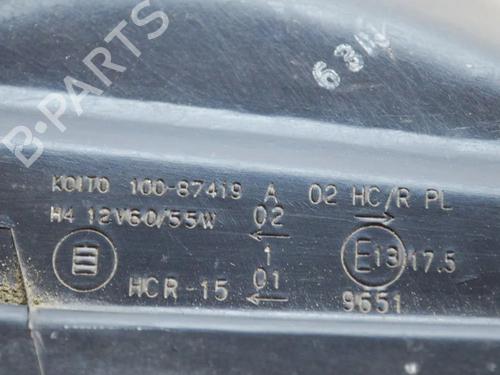 B-PARTS
KOITO 100-87419 A 02 HC/R PL
H4 12V60/55W 02
1
E13 17.5
HCR-15 01
9651